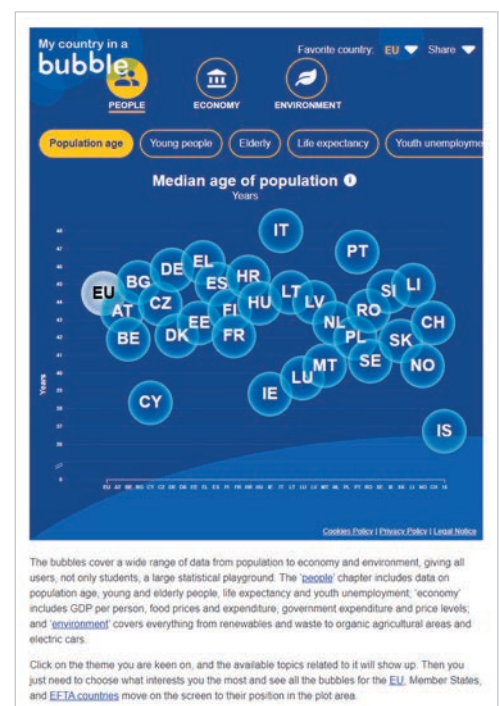 My country in a
bubble
Favorite country: EU Share
PEOPLE ECONOMY ENVIRONMENT
Population age Young people Elderly Life expectancy Youth unemployme
Median age of population i
Years
IT
PT
EL
DE
HR
ES
BG
LI
SI
LT
EU
CZ
HU
LV
AT
FI
RO
EE
NL
CH
BE
DK
FR
PL
SK
SE
NO
MT
LU
IE
CY
IS
Years
Cookies Policy | Privacy Policy | Legal Notice
The bubbles cover a wide range of data from population to economy and environment, giving all
users, not only students, a large statistical playground. The 'people' chapter includes data on
population age, young and elderly people, life expectancy and youth unemployment; 'economy'
includes GDP per person, food prices and expenditure, government expenditure and price levels;
and 'environment' covers everything from renewables and waste to organic agricultural areas and
electric cars.
Click on the theme you are keen on, and the available topics related to it will show up. Then you
just need to choose what interests you the most and see all the bubbles for the EU, Member States,
and EFTA countries move on the screen to their position in the plot area.